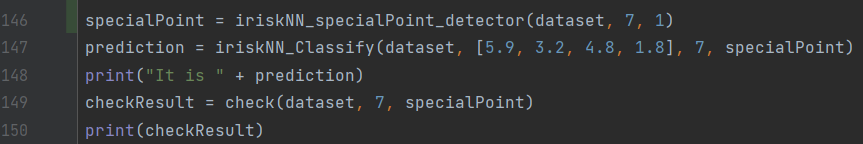 146 specialPoint = iriskNN_specialPoint_detector(dataset, 7, 1)
147 prediction = iriskNN_Classify(dataset, [5.9, 3.2, 4.8, 1.8], 7, specialPoint)
148 print("It is " + prediction)
149 checkResult = check(dataset, 7, specialPoint)
150 print(checkResult)